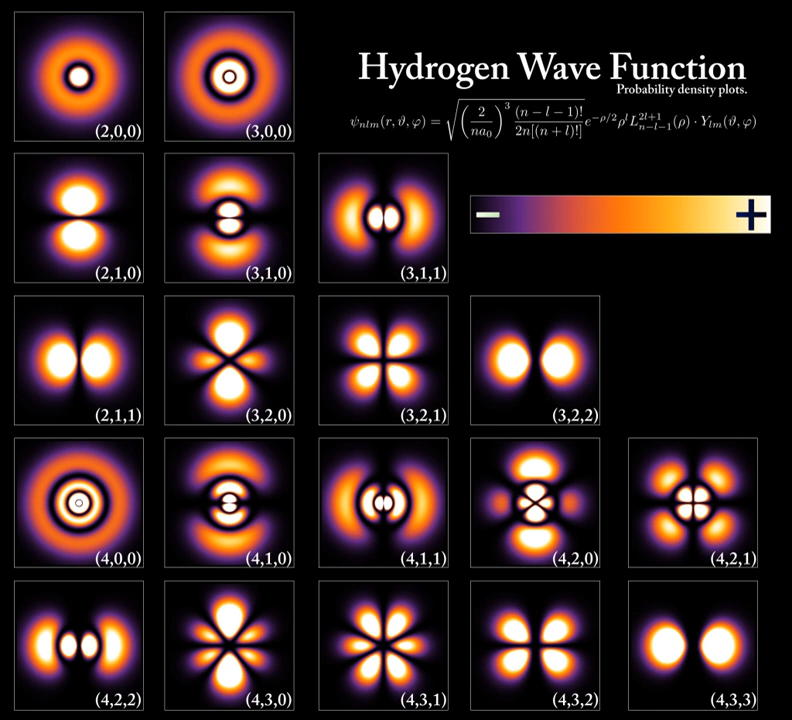 Hydrogen Wave Function
Probability density plots.
ψₙₗₘ(r, ϑ, φ) = √((2/na₀)³ (n − l − 1)!/2n[(n + l)!]) e^(−ρ/2) ρˡ L_{n−l−1}^{2l+1}(ρ) · Yₗₘ(ϑ, φ)
− +
(2,0,0) (3,0,0)
(2,1,0) (3,1,0) (3,1,1)
(2,1,1) (3,2,0) (3,2,1) (3,2,2)
(4,0,0) (4,1,0) (4,1,1) (4,2,0) (4,2,1)
(4,2,2) (4,3,0) (4,3,1) (4,3,2) (4,3,3)